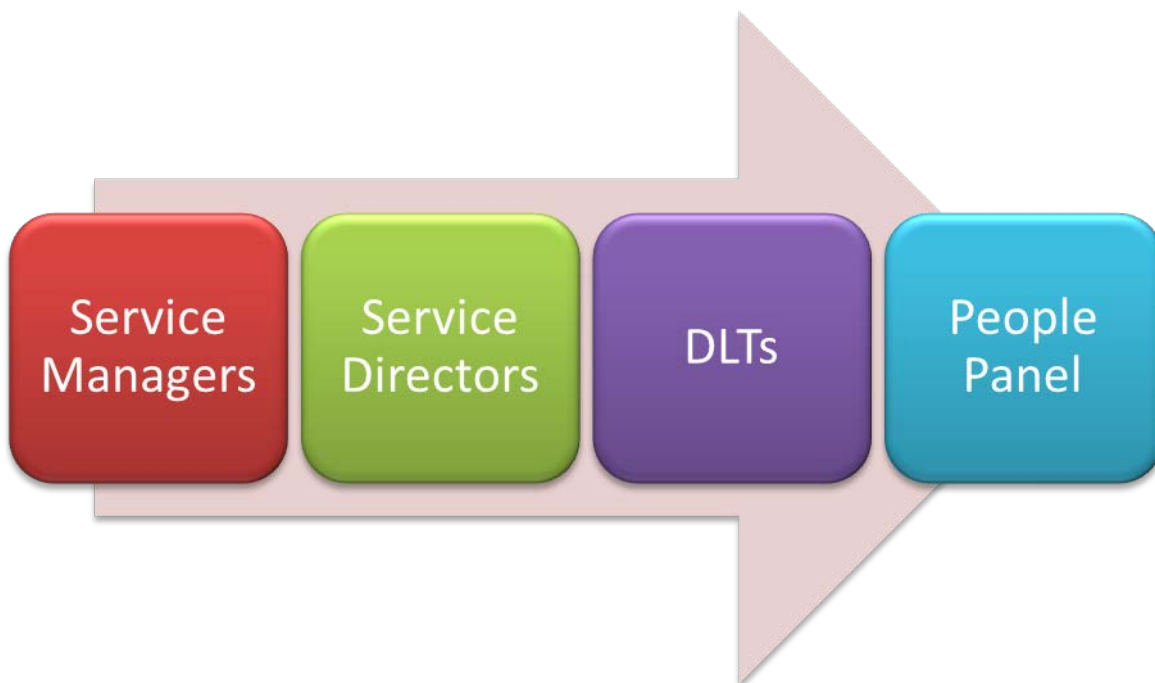 Service
Managers
Service
Directors
DLTs
People
Panel